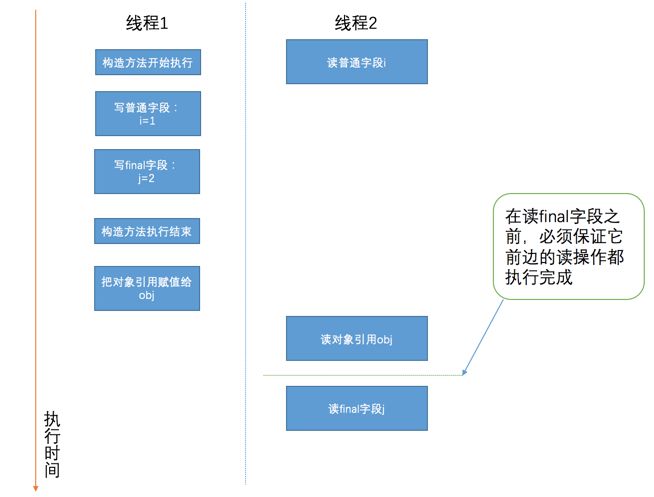 线程1
线程2
构造方法开始执行
读普通字段i
写普通字段：
i=1
写final字段：
j=2
构造方法执行结束
把对象引用赋值给
obj
在读final字段之
前，必须保证它
前边的读操作都
执行完成
读对象引用obj
读final字段j
执行时间